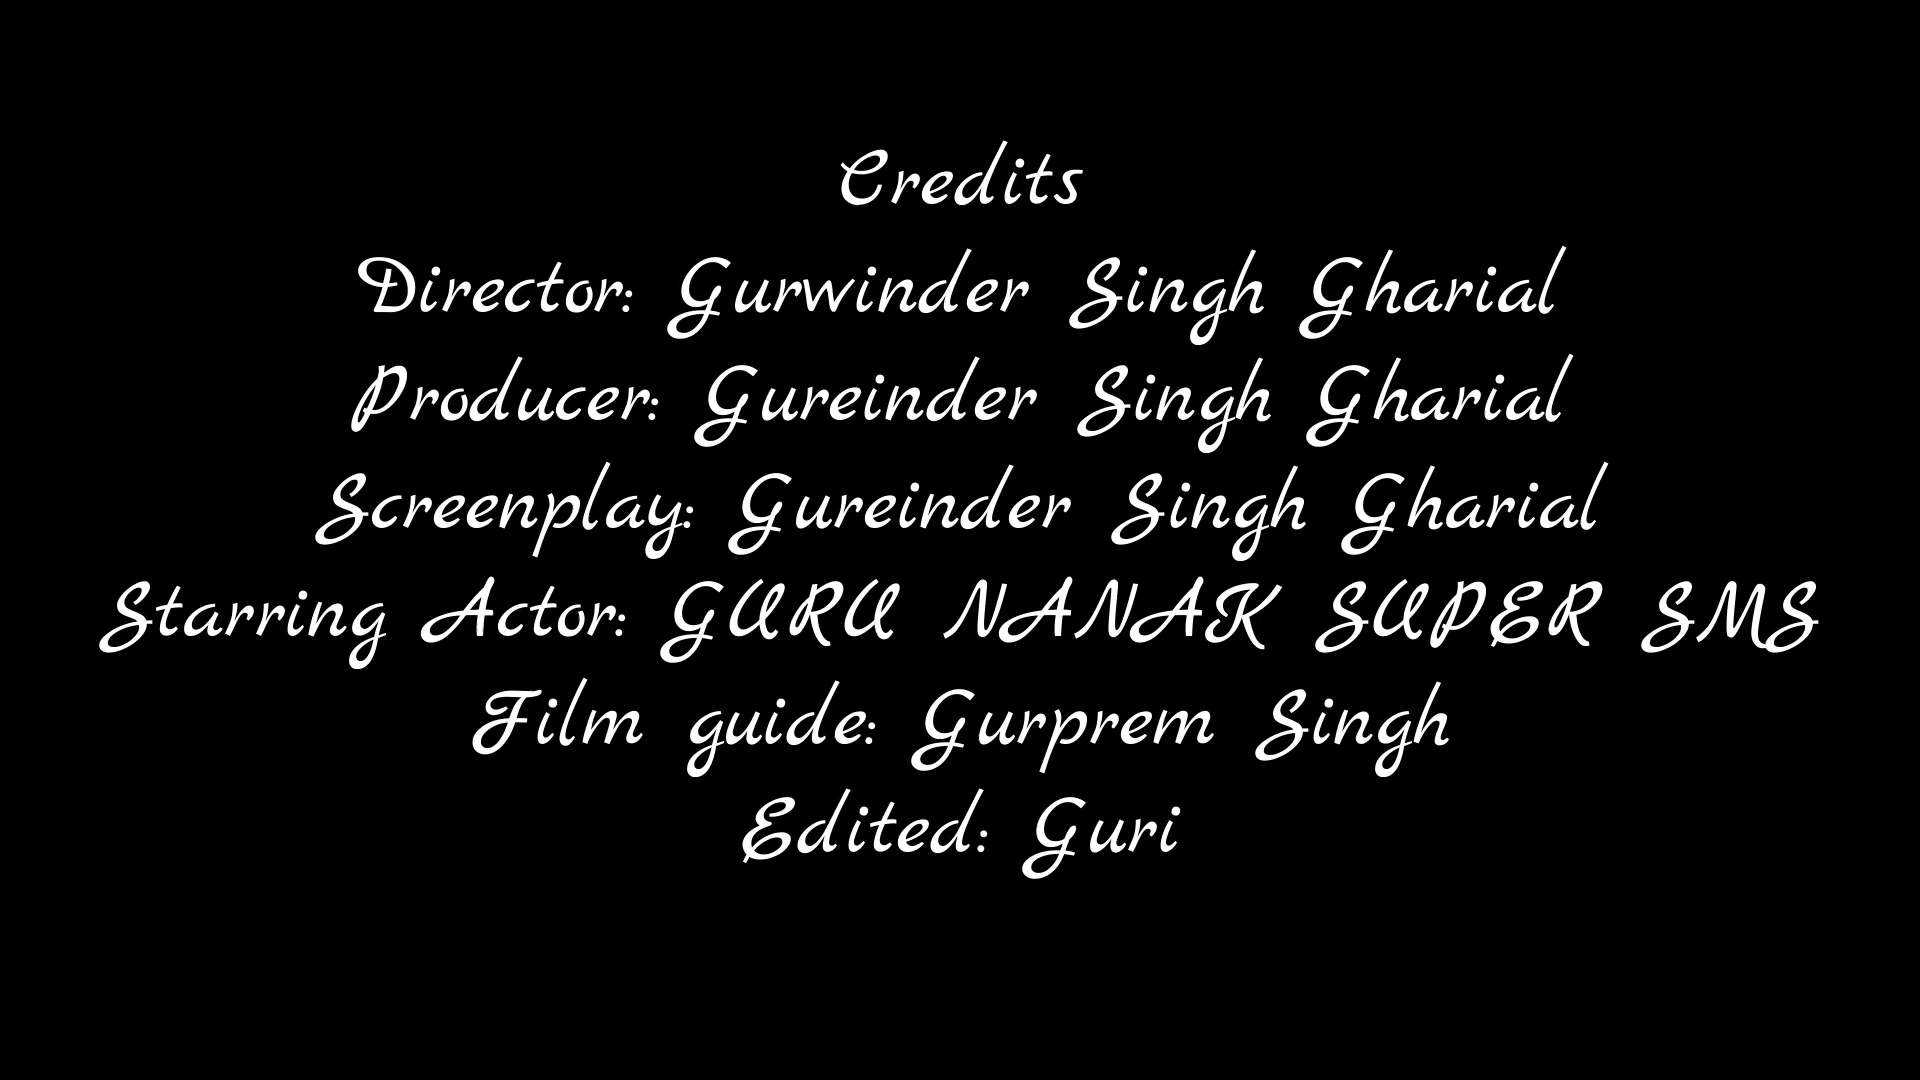 Credits
Director: Gurwinder Singh Gharial
Producer: Gureinder Singh Gharial
Screenplay: Gureinder Singh Gharial
Starring Actor: GURU NANAK SUPER SMS
Film guide: Gurprem Singh
Edited: Guri